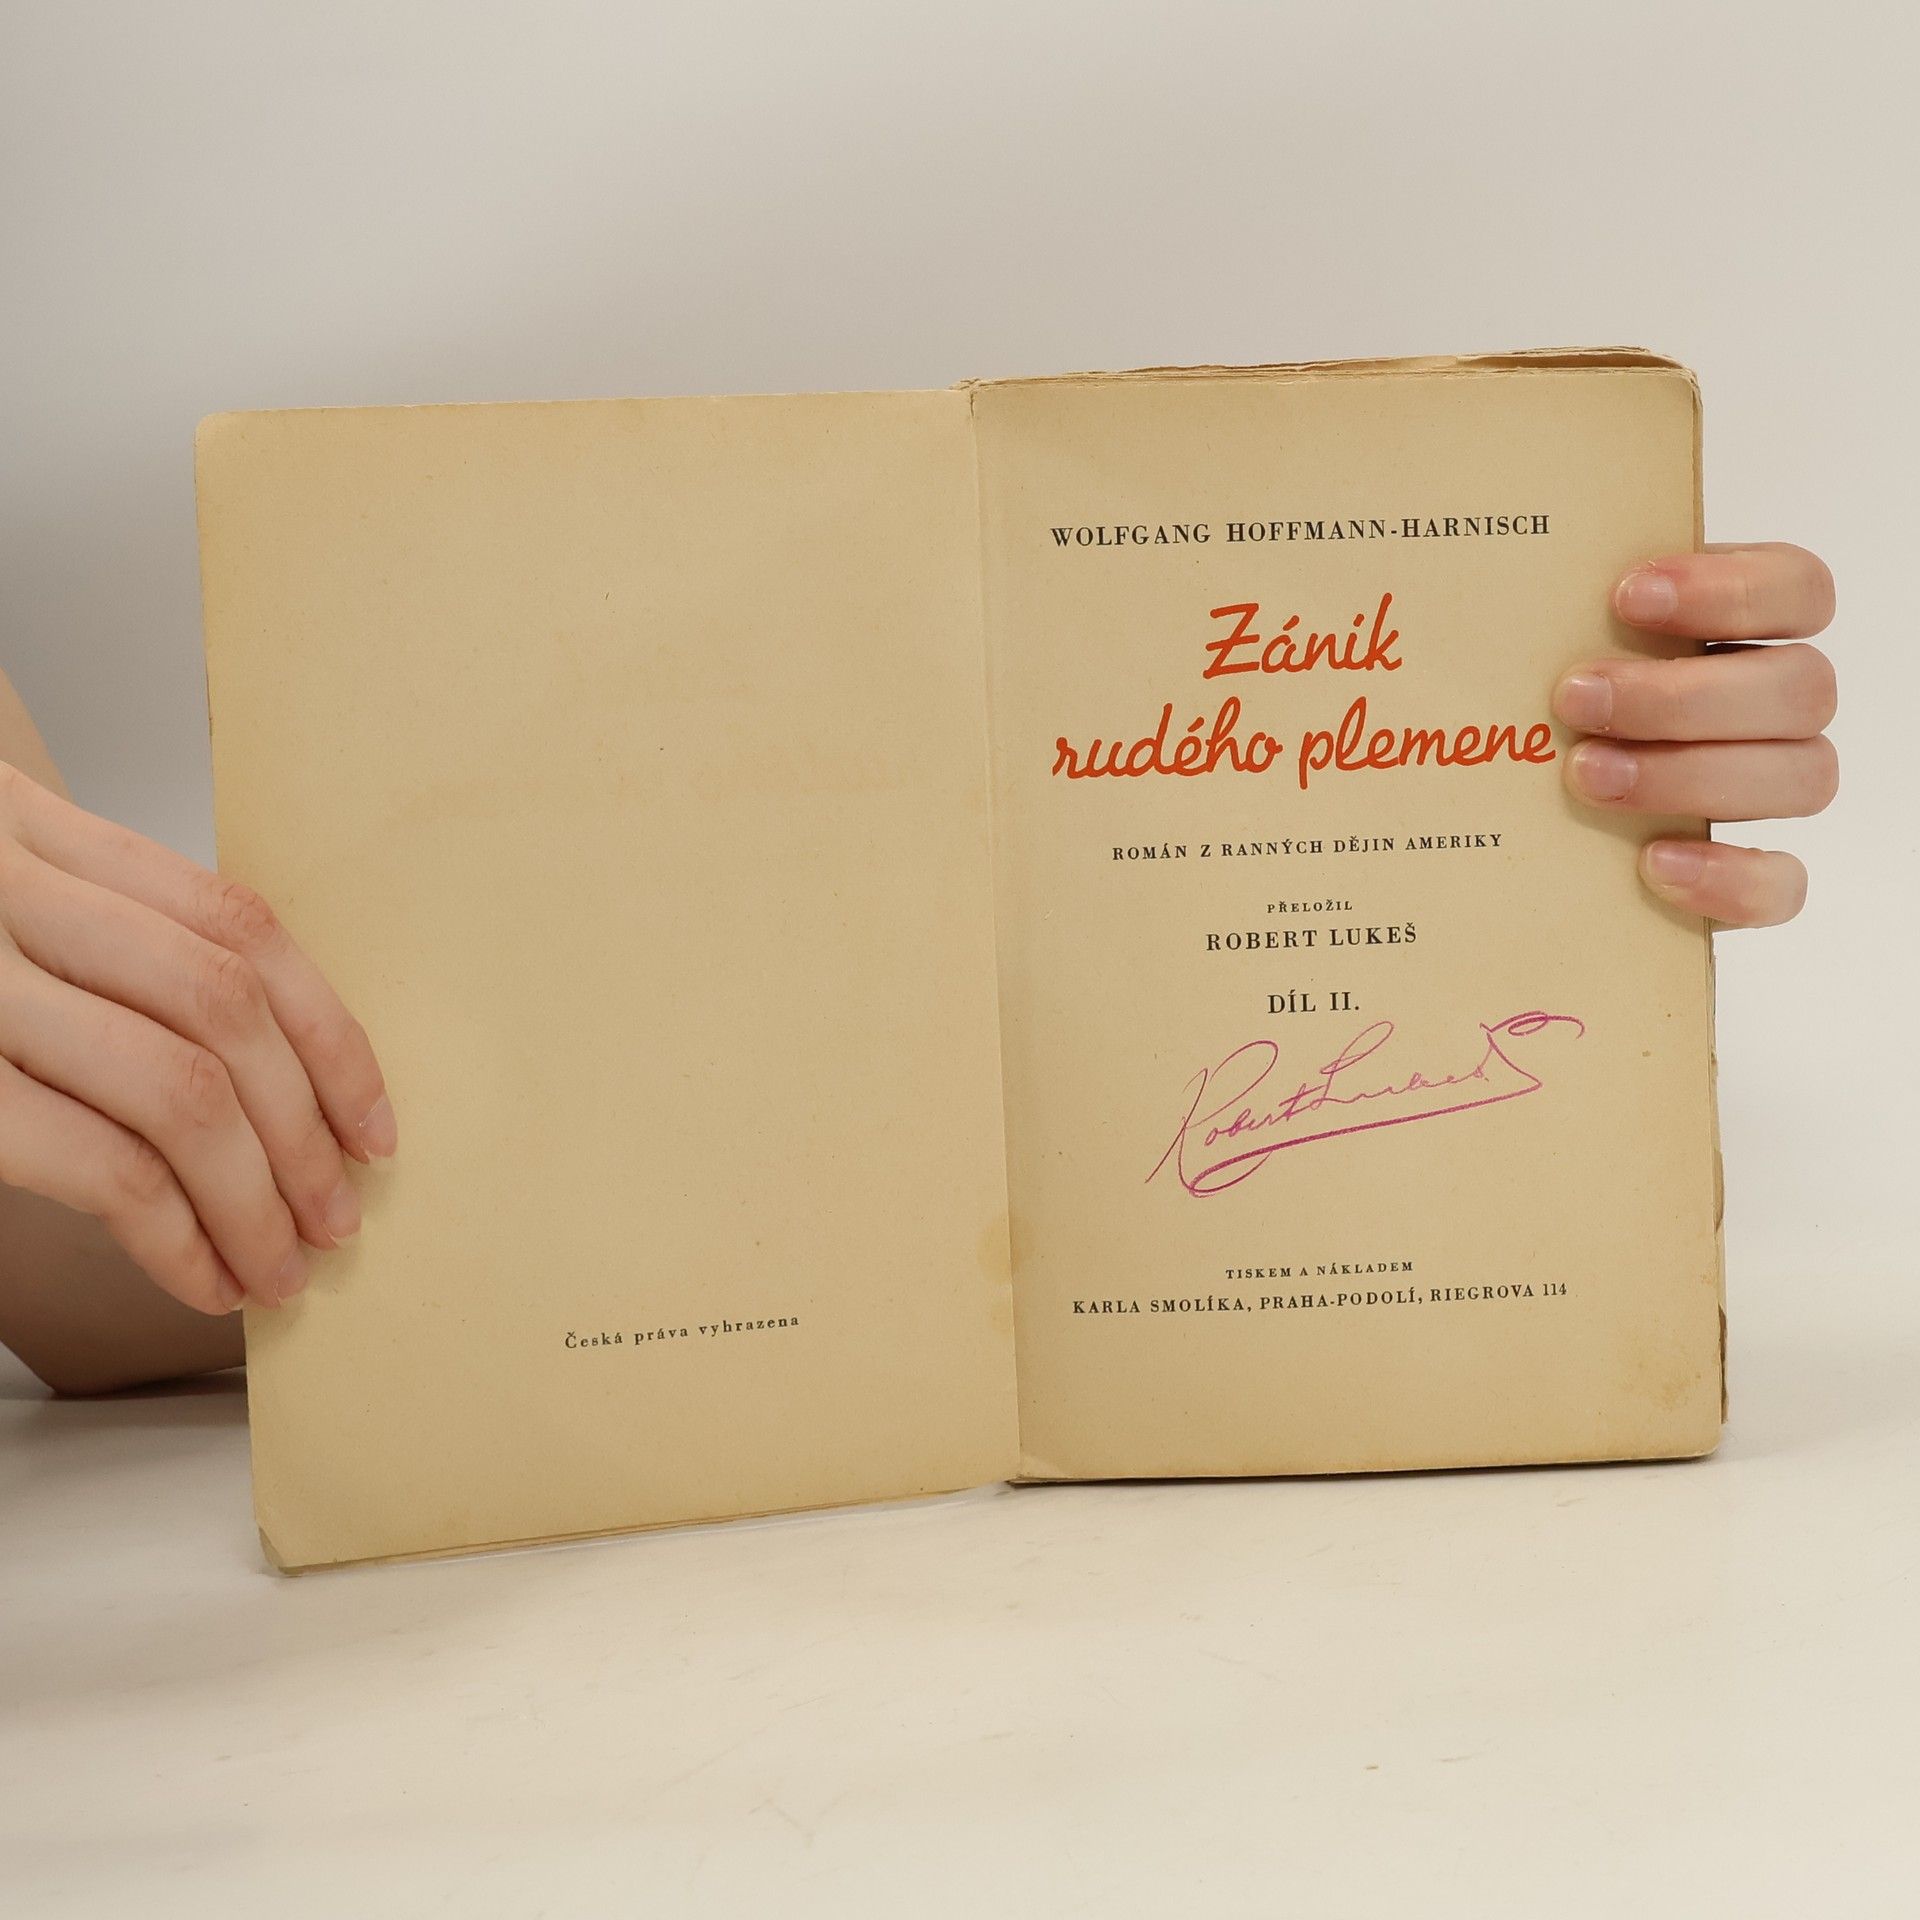 Česká práva vyhrazena
WOLFGANG HOFFMANN-HARNISCH
Zánik
rudého plemene
ROMÁN Z RANNÝCH DĚJIN AMERIKY
PŘELOŽIL
ROBERT LUKEŠ
DÍL II.
Robert Lukeš
TISKEM A NÁKLADEM
KARLA SMOLÍKA, PRAHA-PODOLÍ, RIEGROVA 114